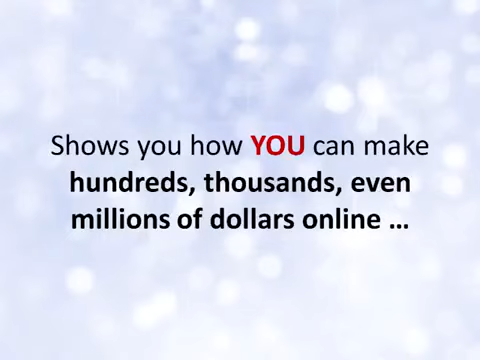 Shows you how YOU can make
hundreds, thousands, even
millions of dollars online …